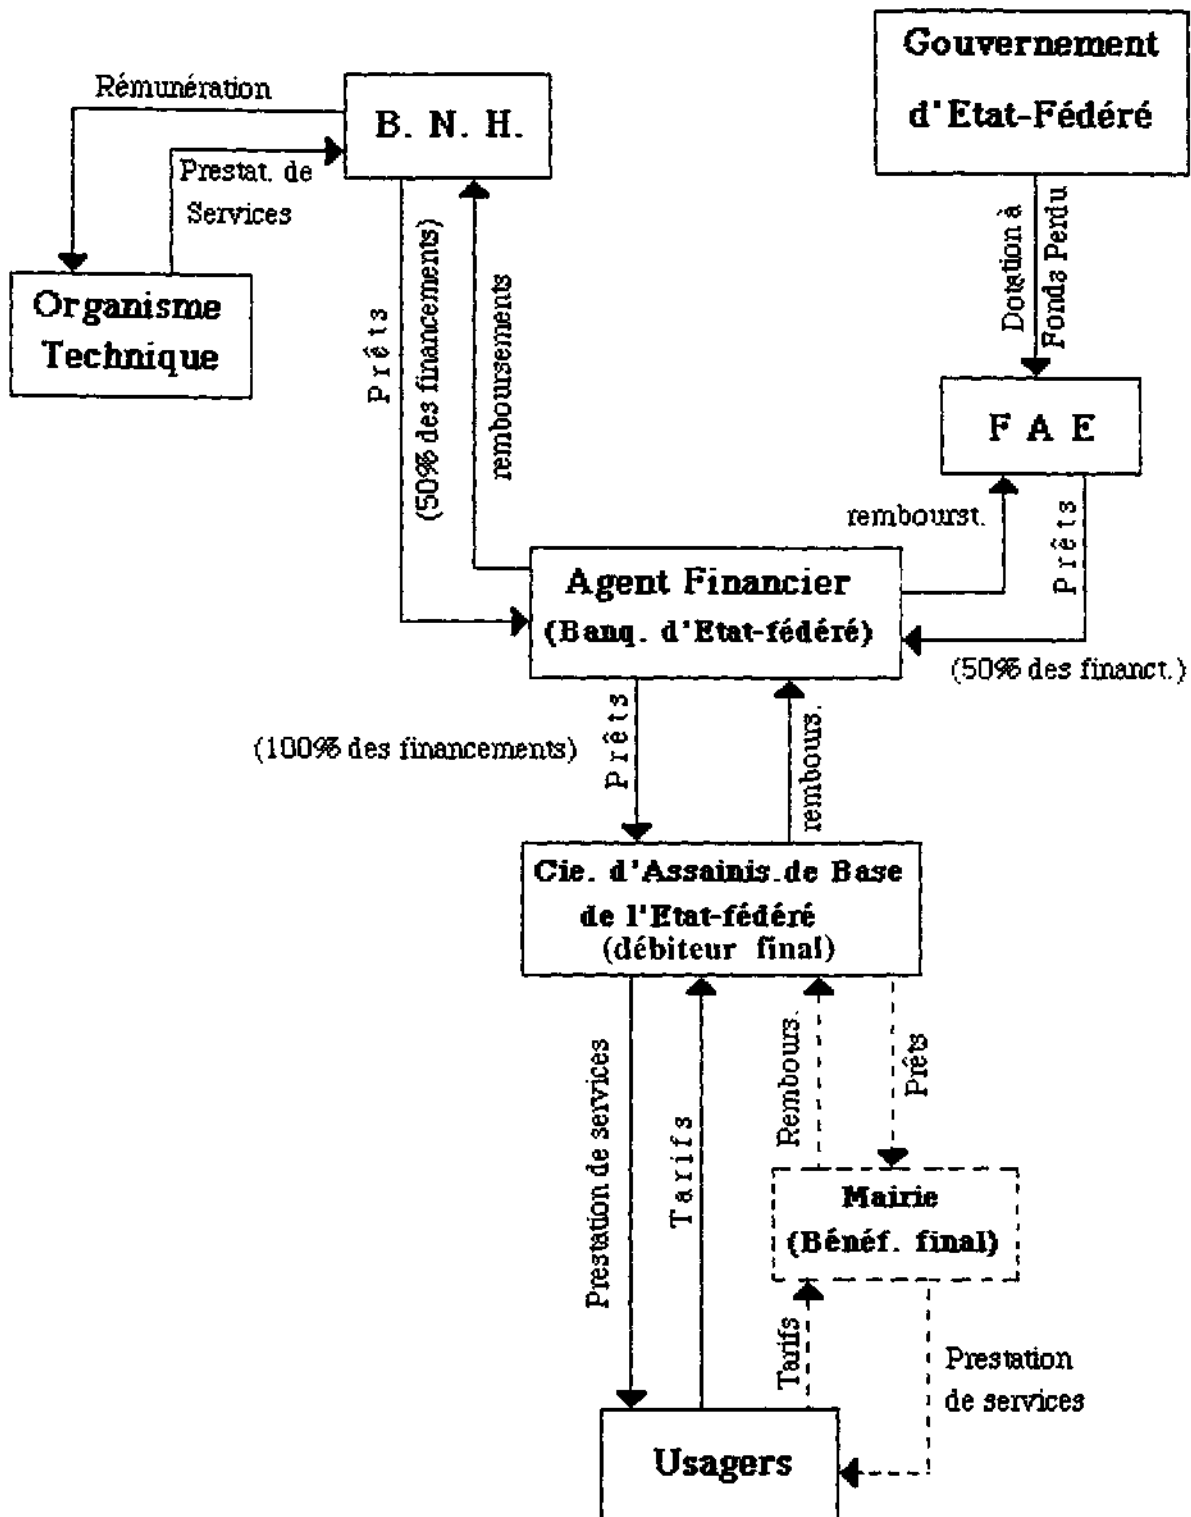 Gouvernement
d'Etat-Fédéré
Rémunération
B. N. H.
Prestat. de
Services
Organisme
Technique
Prêts
(50% des financements)
remboursements
Dotation à
Fonds Perdu
F A E
rembourst.
Prêts
(50% des financt.)
Agent Financier
(Banq. d'Etat-fédéré)
(100% des financements)
Prêts
rembours.
Cie. d'Assainis.de Base
de l'Etat-fédéré
(débiteur final)
Prestation de services
Tarifs
Rembours.
Prêts
Mairie
(Bénéf. final)
Tarifs
Prestation
de services
Usagers